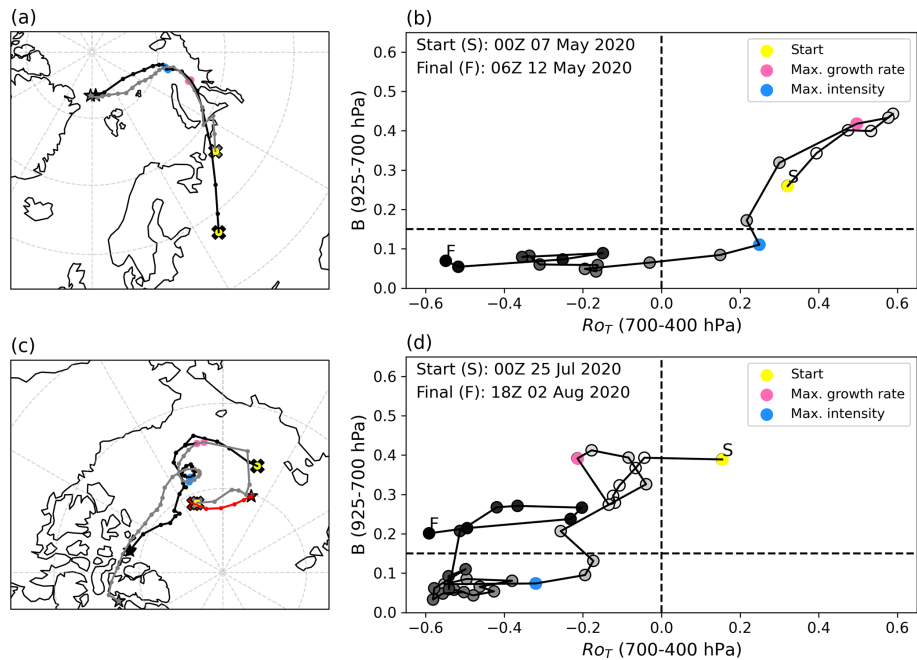 (a)
(b)
B (925-700 hPa)
0.6
0.5
0.4
0.3
0.2
0.1
0.0
Start (S): 00Z 07 May 2020
Final (F): 06Z 12 May 2020
Start
Max. growth rate
Max. intensity
S
F
−0.6 −0.4 −0.2 0.0 0.2 0.4 0.6
RoT (700-400 hPa)
(c)
(d)
B (925-700 hPa)
0.6
0.5
0.4
0.3
0.2
0.1
0.0
Start (S): 00Z 25 Jul 2020
Final (F): 18Z 02 Aug 2020
Start
Max. growth rate
Max. intensity
S
F
−0.6 −0.4 −0.2 0.0 0.2 0.4 0.6
RoT (700-400 hPa)